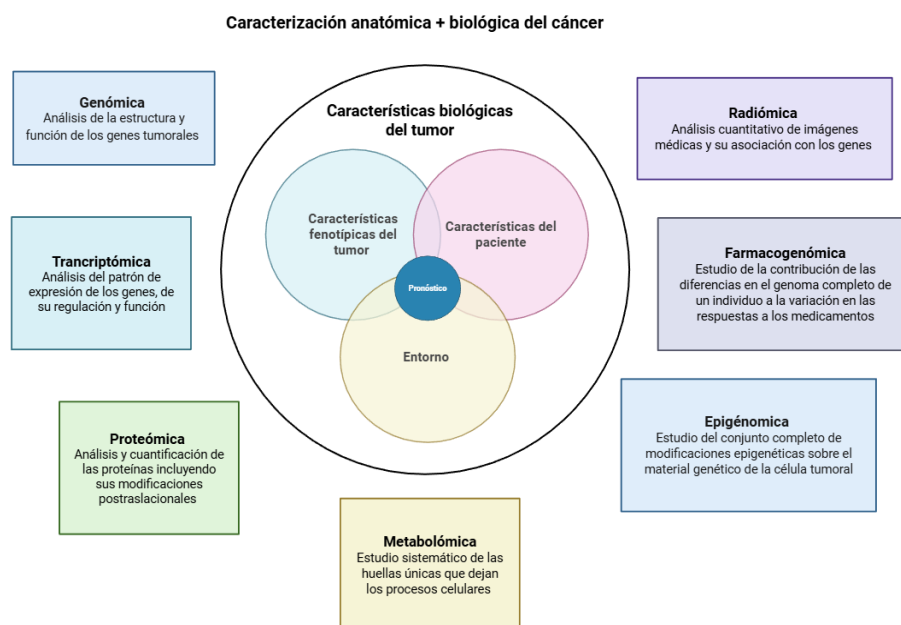 Caracterización anatómica + biológica del cáncer
Genómica
Análisis de la estructura y
función de los genes tumorales
Trancriptómica
Análisis del patrón de
expresión de los genes, de
su regulación y función
Proteómica
Análisis y cuantificación de
las proteínas incluyendo
sus modificaciones
postraslacionales
Característicias biológicas
del tumor
Características
fenotípicas del
tumor
Características del
paciente
Pronóstico
Entorno
Metabolómica
Estudio sistemático de las
huellas únicas que dejan
los procesos celulares
Radiómica
Análisis cuantitativo de imágenes
médicas y su asociación con los genes
Farmacogenómica
Estudio de la contribución de las
diferencias en el genoma completo de
un individuo a la variación en las
respuestas a los medicamentos
Epigénomica
Estudio del conjunto completo de
modificaciones epigenéticas sobre el
material genético de la célula tumoral